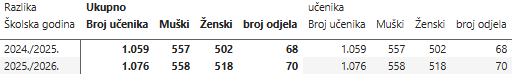 Razlika Ukupno učenika
Školska godina Broj učenika Muški Ženski broj odjela Broj učenika Muški Ženski broj odjela
2024./2025. 1.059 557 502 68 1.059 557 502 68
2025./2026. 1.076 558 518 70 1.076 558 518 70